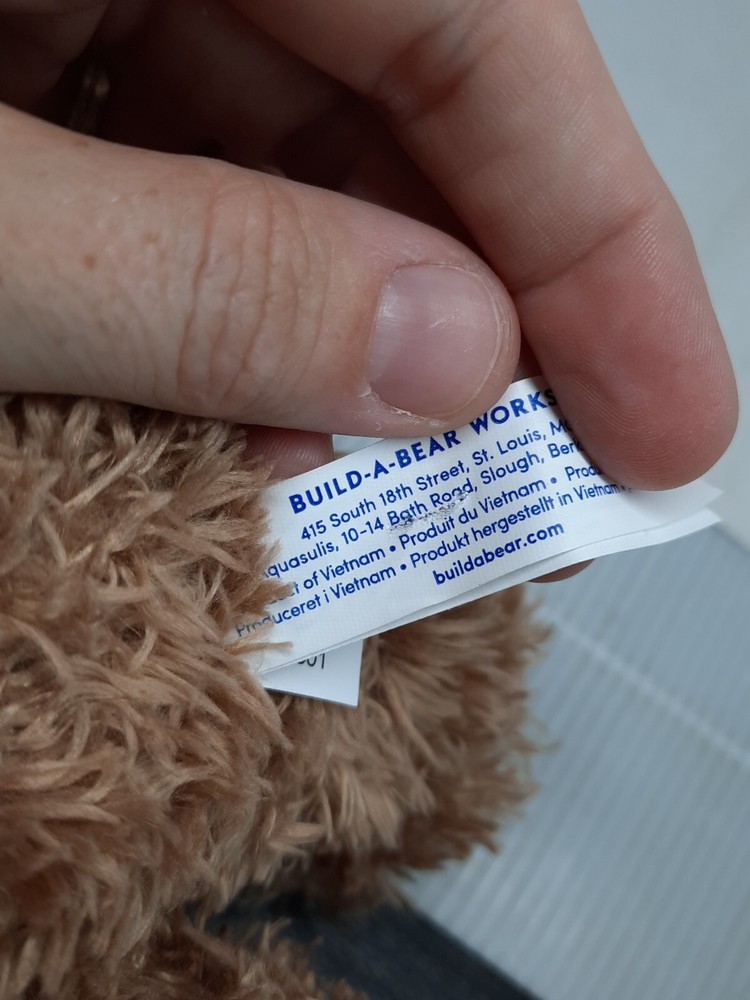 BUILD-A-BEAR WORKS
415 South 18th Street, St. Louis,
10-14 Bath Road, Slough,
of Vietnam • Produit du Vietnam •
Produceret i Vietnam • Produkt hergestellt in Vietnam
buildabear.com